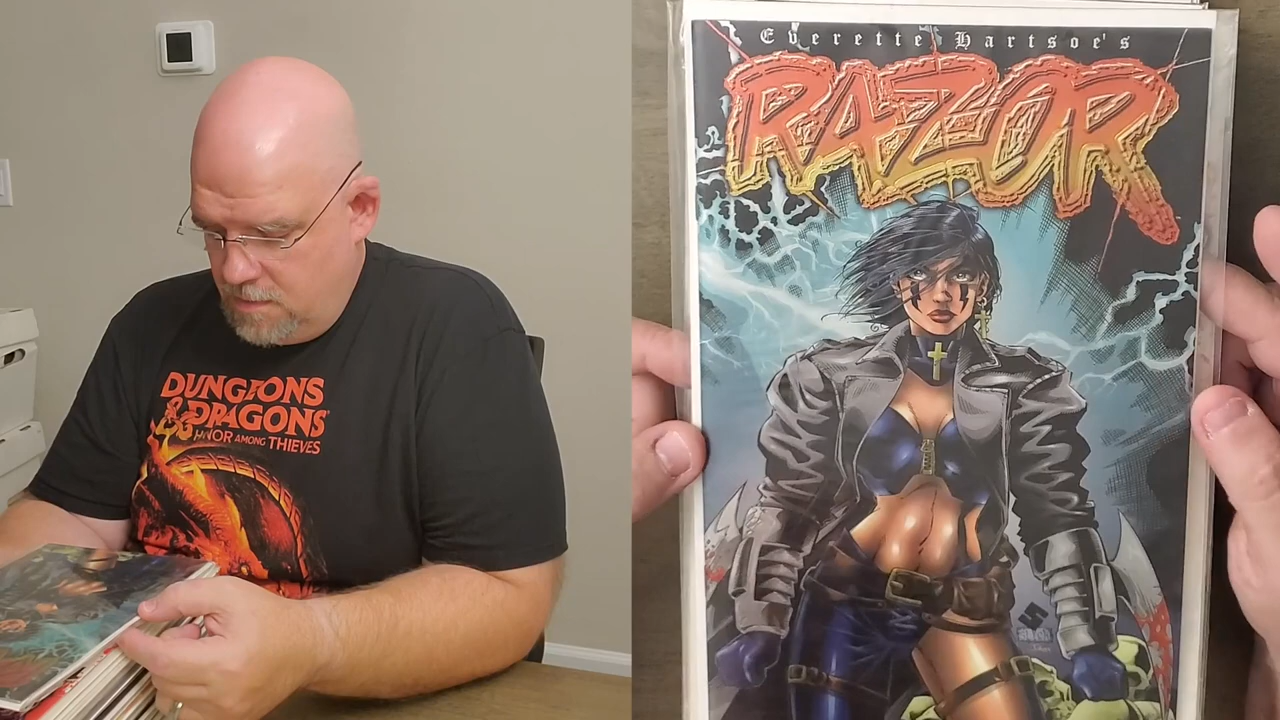 DUNGEONS
& DRAGONS
HONOR AMONG THIEVES
Everette Hartsoe's
RAZOR